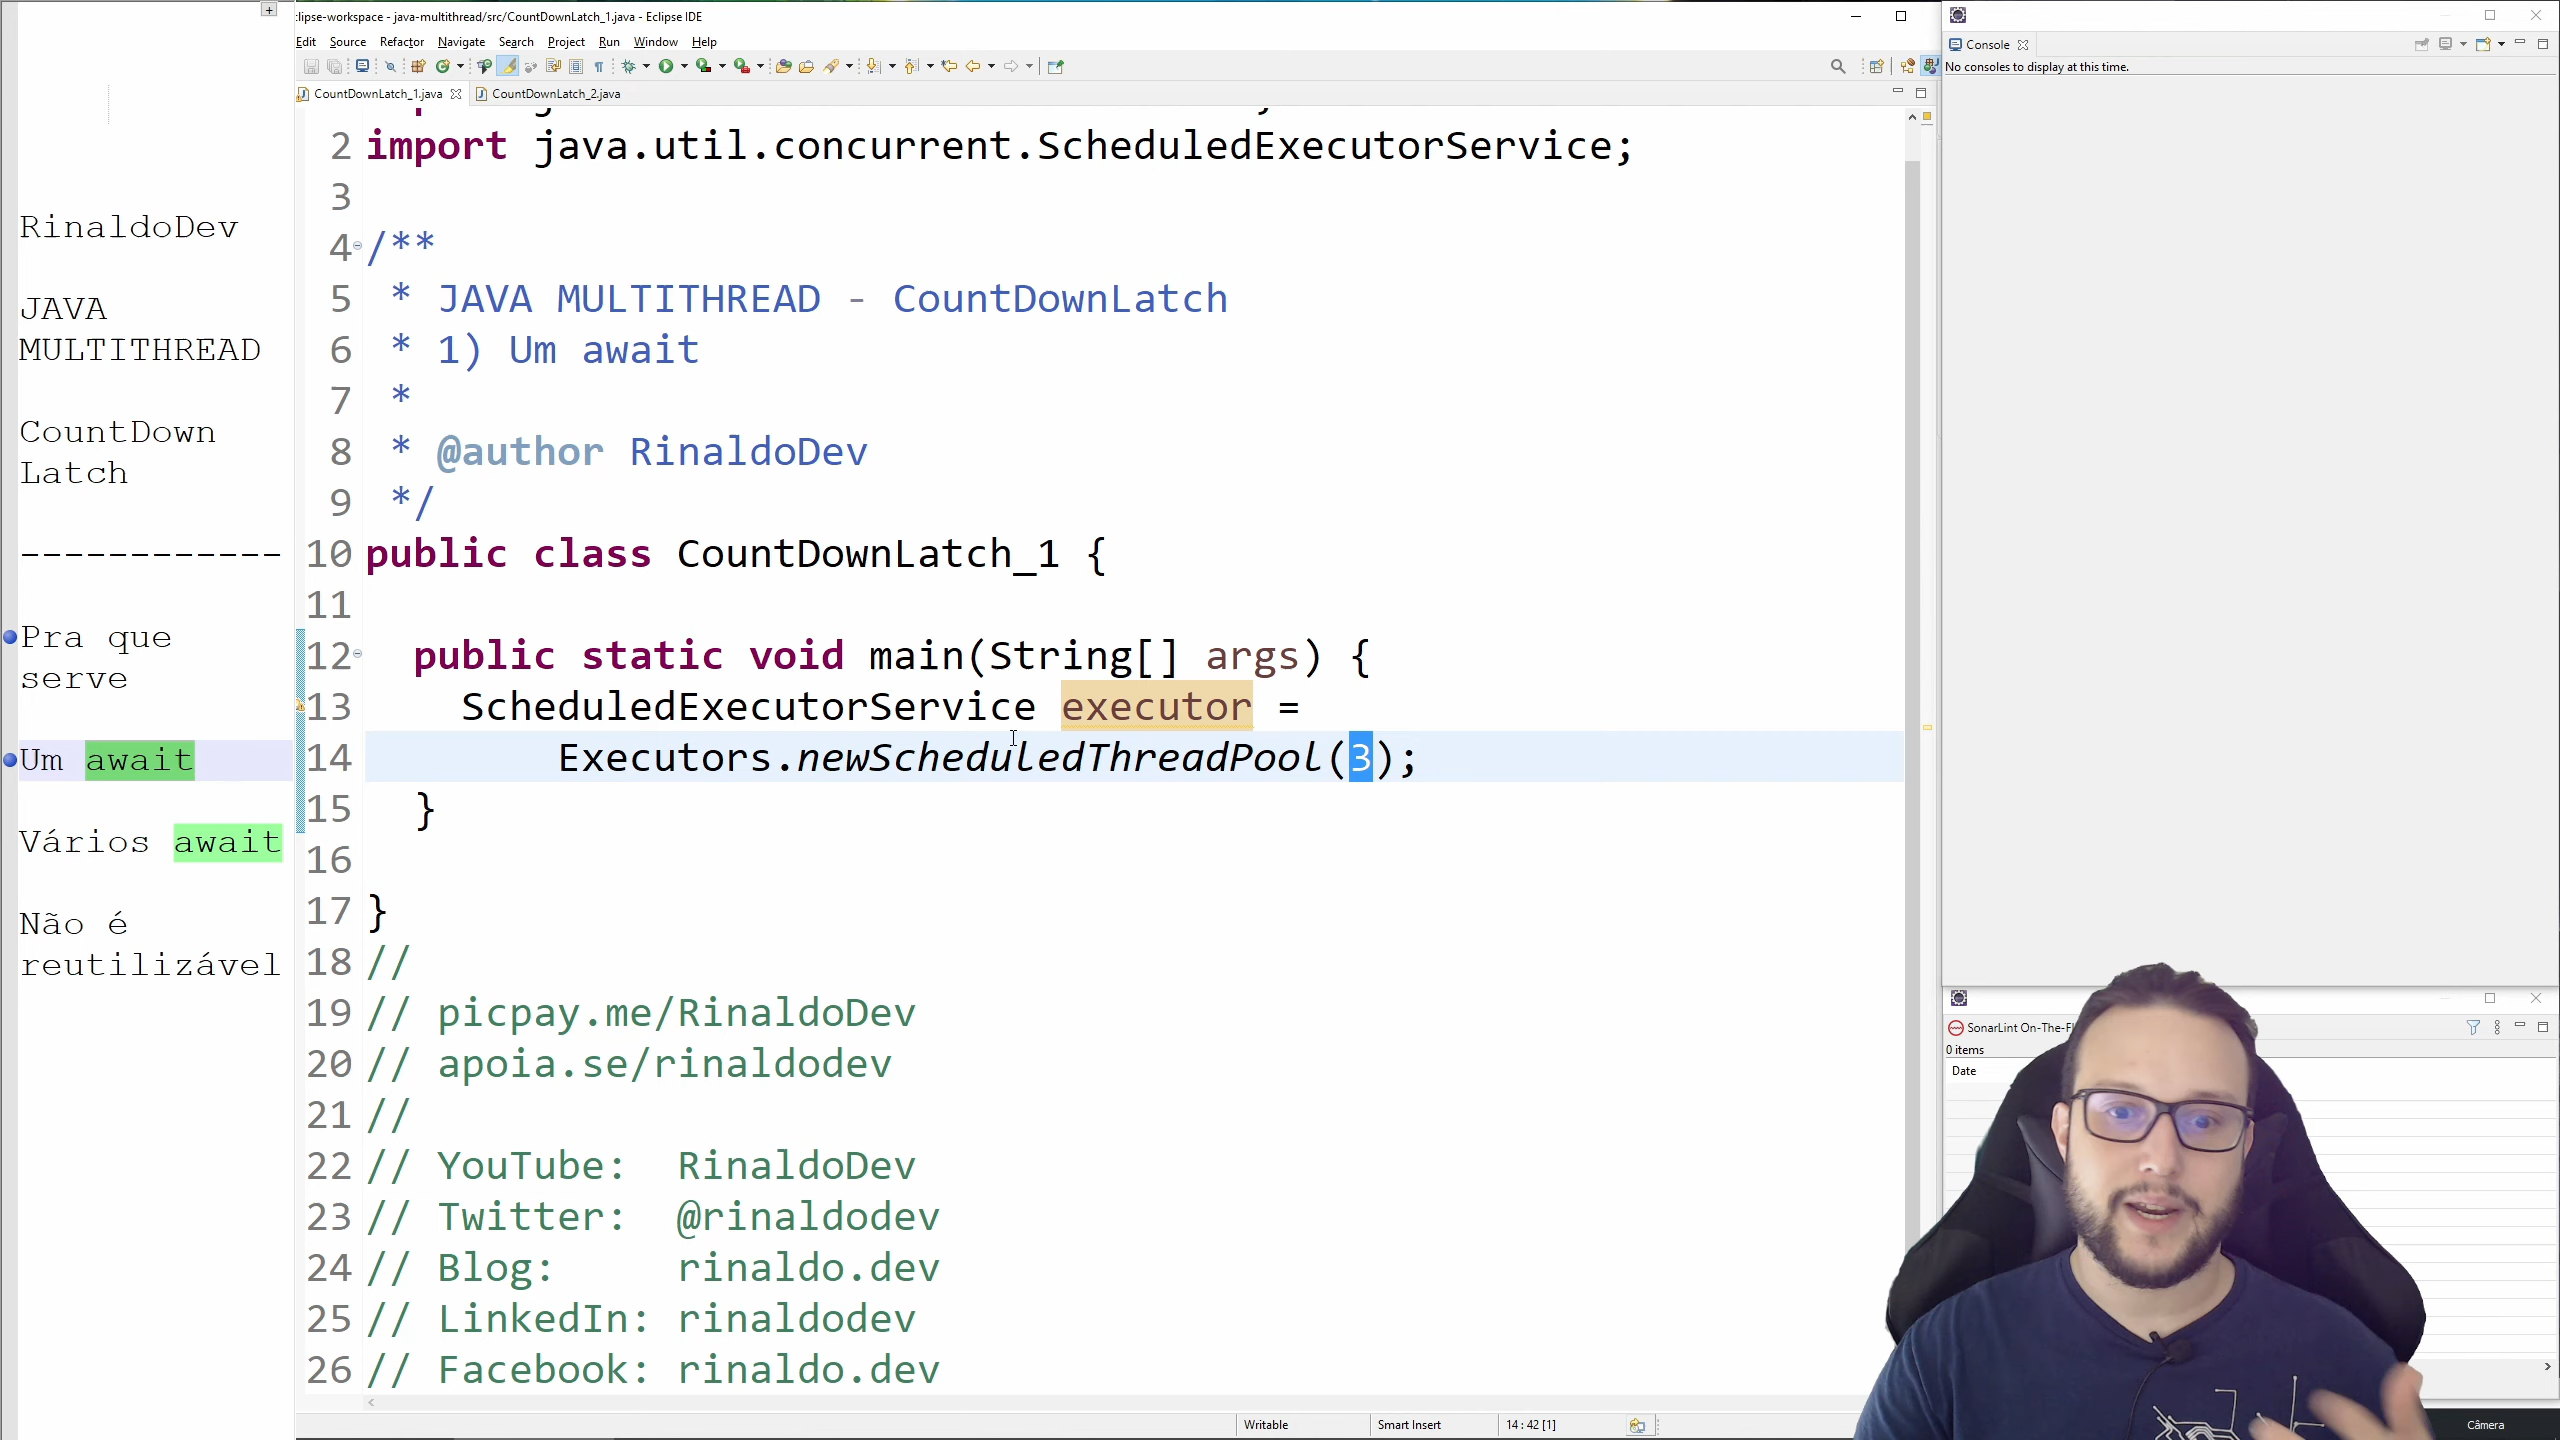 RinaldoDev
JAVA
MULTITHREAD
CountDown
Latch
------------
Pra que
serve
Um await
Vários await
Não é
reutilizável
clipse-workspace - java-multithread/src/CountDownLatch_1.java - Eclipse IDE
Edit Source Refactor Navigate Search Project Run Window Help
CountDownLatch_1.java CountDownLatch_2.java
2 import java.util.concurrent.ScheduledExecutorService;
3
4 /**
5 * JAVA MULTITHREAD - CountDownLatch
6 * 1) Um await
7 *
8 * @author RinaldoDev
9 */
10 public class CountDownLatch_1 {
11
12 public static void main(String[] args) {
13 ScheduledExecutorService executor =
14 Executors.newScheduledThreadPool(3);
15 }
16
17 }
18 //
19 // picpay.me/RinaldoDev
20 // apoia.se/rinaldodev
21 //
22 // YouTube: RinaldoDev
23 // Twitter: @rinaldodev
24 // Blog: rinaldo.dev
25 // LinkedIn: rinaldodev
26 // Facebook: rinaldo.dev
Writable Smart Insert 14 : 42 [1]
Console
No consoles to display at this time.
SonarLint On-The-Fl
0 items
Date
Câmera